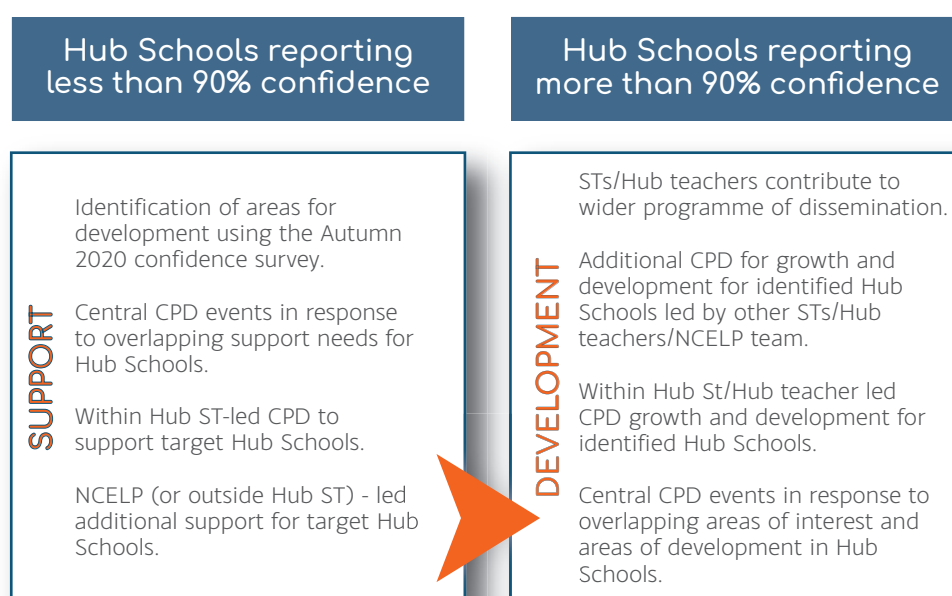 Hub Schools reporting
less than 90% confidence
SUPPORT
Identification of areas for
development using the Autumn
2020 confidence survey.
Central CPD events in response
to overlapping support needs for
Hub Schools.
Within Hub ST-led CPD to
support target Hub Schools.
NCELP (or outside Hub ST) - led
additional support for target Hub
Schools.
Hub Schools reporting
more than 90% confidence
DEVELOPMENT
STs/Hub teachers contribute to
wider programme of dissemination.
Additional CPD for growth and
development for identified Hub
Schools led by other STs/Hub
teachers/NCELP team.
Within Hub St/Hub teacher led
CPD growth and development for
identified Hub Schools.
Central CPD events in response to
overlapping areas of interest and
areas of development in Hub
Schools.